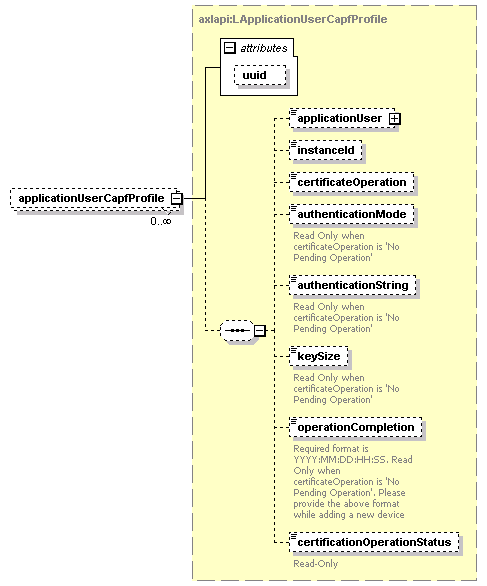 axlapi:LApplicationUserCapfProfile
attributes
uuid
applicationUser
instanceId
certificateOperation
applicationUserCapfProfile
0..∞
authenticationMode
Read Only when
certificateOperation is 'No
Pending Operation'
authenticationString
Read Only when
certificateOperation is 'No
Pending Operation'
keySize
Read Only when
certificateOperation is 'No
Pending Operation'
operationCompletion
Required format is
YYYY:MM:DD:HH:SS. Read
Only when
certificateOperation is 'No
Pending Operation'. Please
provide the above format
while adding a new device
certificationOperationStatus
Read-Only